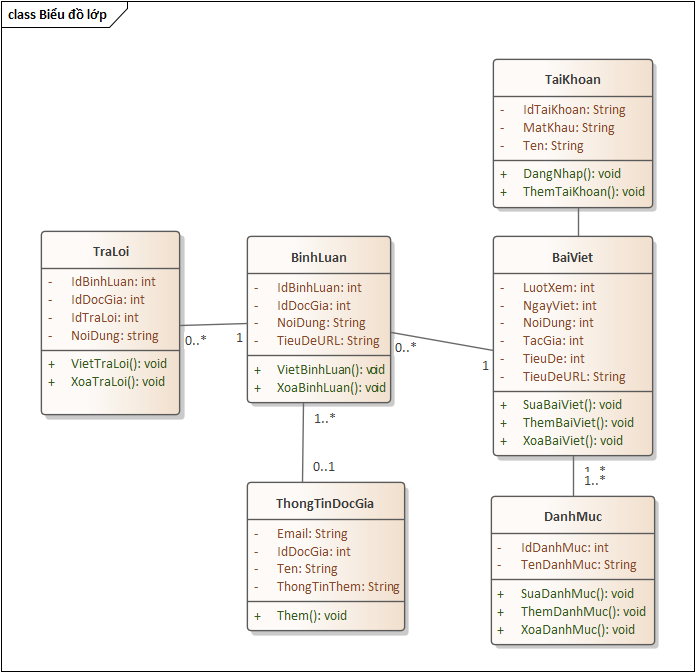 class Biểu đồ lớp
TaiKhoan
- IdTaiKhoan: String
- MatKhau: String
- Ten: String
+ DangNhap(): void
+ ThemTaiKhoan(): void
TraLoi
- IdBinhLuan: int
- IdDocGia: int
- IdTraLoi: int
- NoiDung: string
+ VietTraLoi(): void
+ XoaTraLoi(): void
0..*
1
BinhLuan
- IdBinhLuan: int
- IdDocGia: int
- NoiDung: String
- TieuDeURL: String
+ VietBinhLuan(): void
+ XoaBinhLuan(): void
0..*
1
BaiViet
- LuotXem: int
- NgayViet: int
- NoiDung: int
- TacGia: int
- TieuDe: int
- TieuDeURL: String
+ SuaBaiViet(): void
+ ThemBaiViet(): void
+ XoaBaiViet(): void
1..*
0..1
1..*
1..*
ThongTinDocGia
- Email: String
- IdDocGia: int
- Ten: String
- ThongTinThem: String
+ Them(): void
DanhMuc
- IdDanhMuc: int
- TenDanhMuc: String
+ SuaDanhMuc(): void
+ ThemDanhMuc(): void
+ XoaDanhMuc(): void